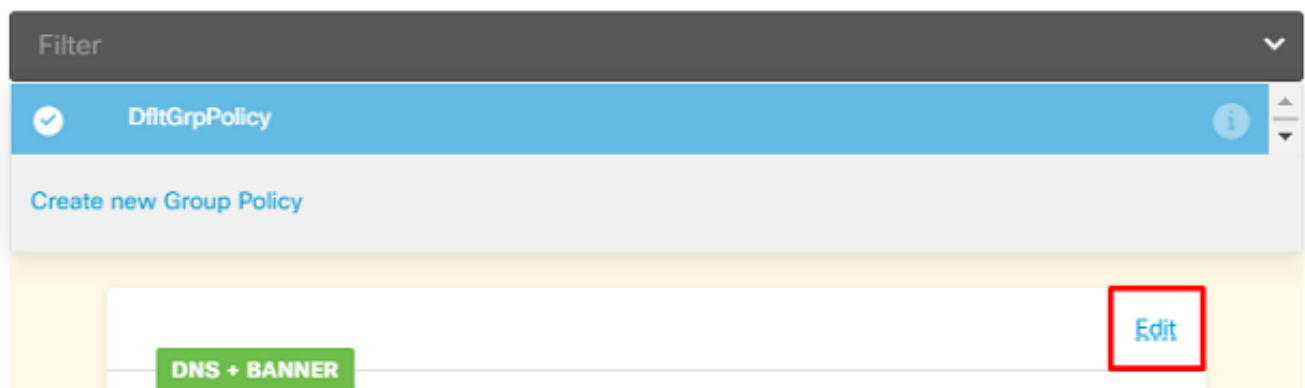 Filter
DfltGrpPolicy
Create new Group Policy
Edit
DNS + BANNER